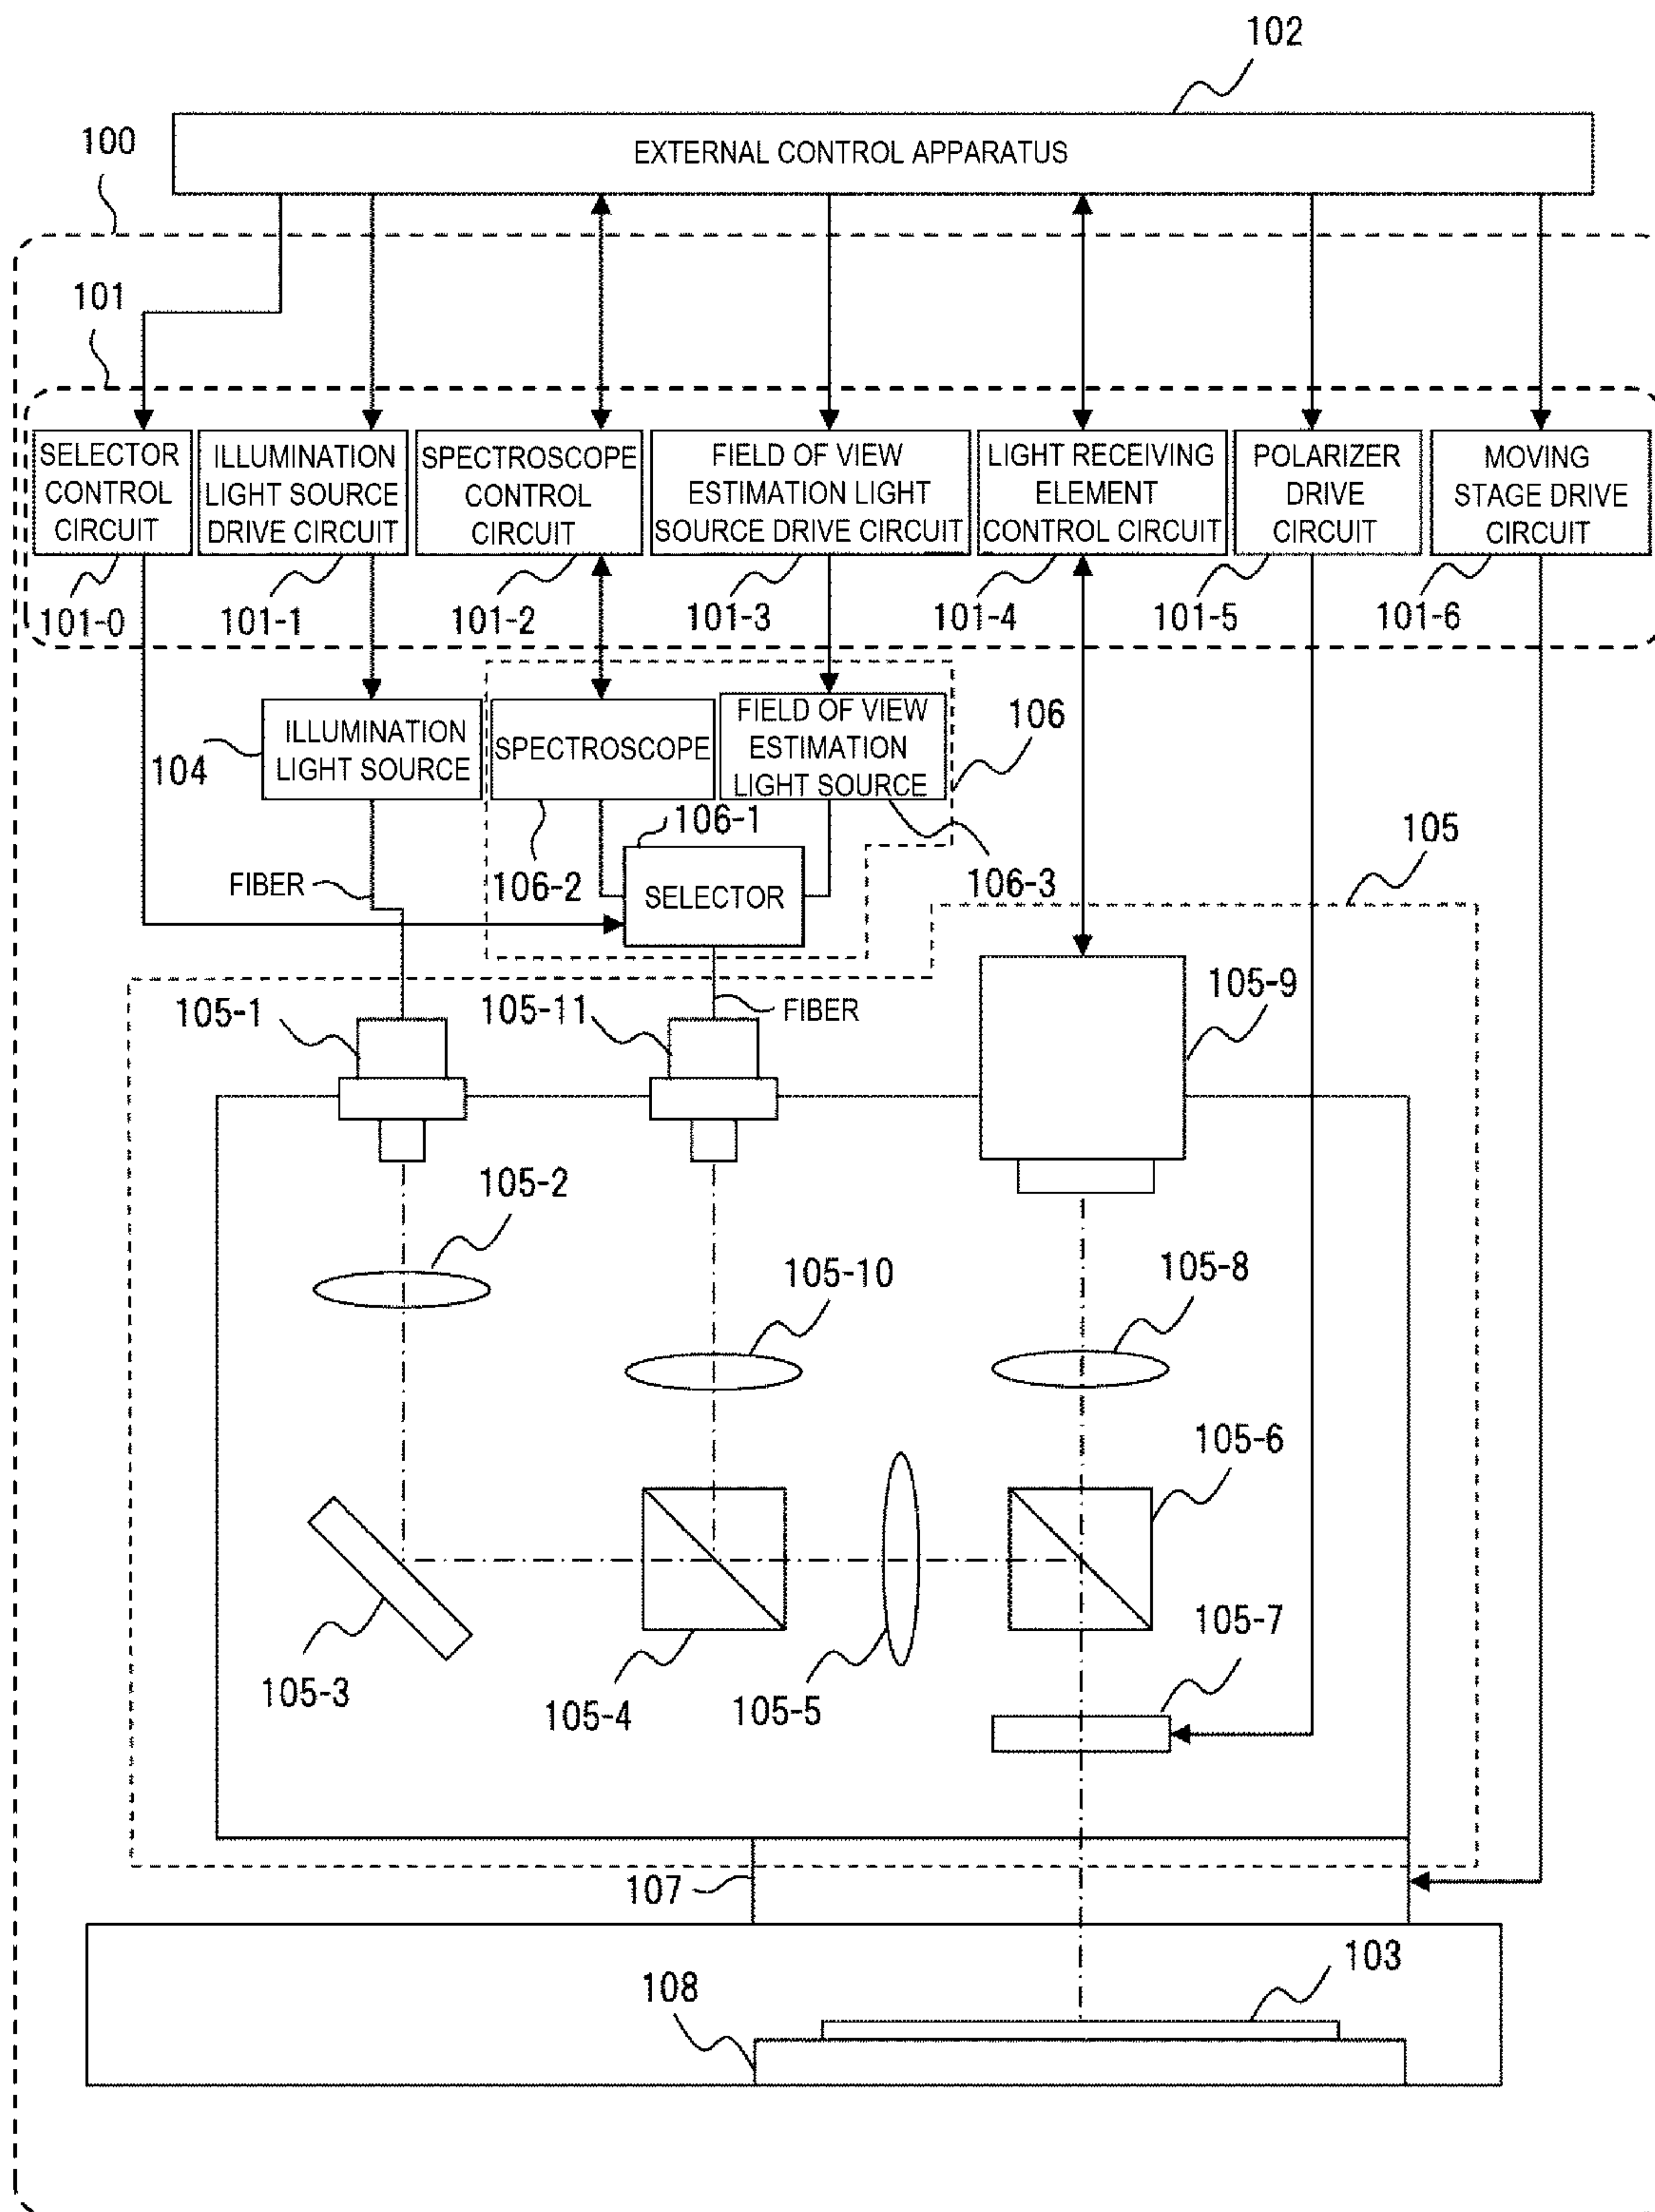 102
EXTERNAL CONTROL APPARATUS
100
101
SELECTOR
CONTROL
CIRCUIT
ILLUMINATION
LIGHT SOURCE
DRIVE CIRCUIT
SPECTROSCOPE
CONTROL
CIRCUIT
FIELD OF VIEW
ESTIMATION LIGHT
SOURCE DRIVE CIRCUIT
LIGHT RECEIVING
ELEMENT
CONTROL CIRCUIT
POLARIZER
DRIVE
CIRCUIT
MOVING
STAGE DRIVE
CIRCUIT
101-0
101-1
101-2
101-3
101-4
101-5
101-6
104
ILLUMINATION
LIGHT SOURCE
SPECTROSCOPE
FIELD OF VIEW
ESTIMATION
LIGHT SOURCE
106
106-1
105
FIBER
106-2
SELECTOR
106-3
105-1
105-11
FIBER
105-9
105-2
105-10
105-8
105-6
105-3
105-4
105-5
105-7
107
108
103